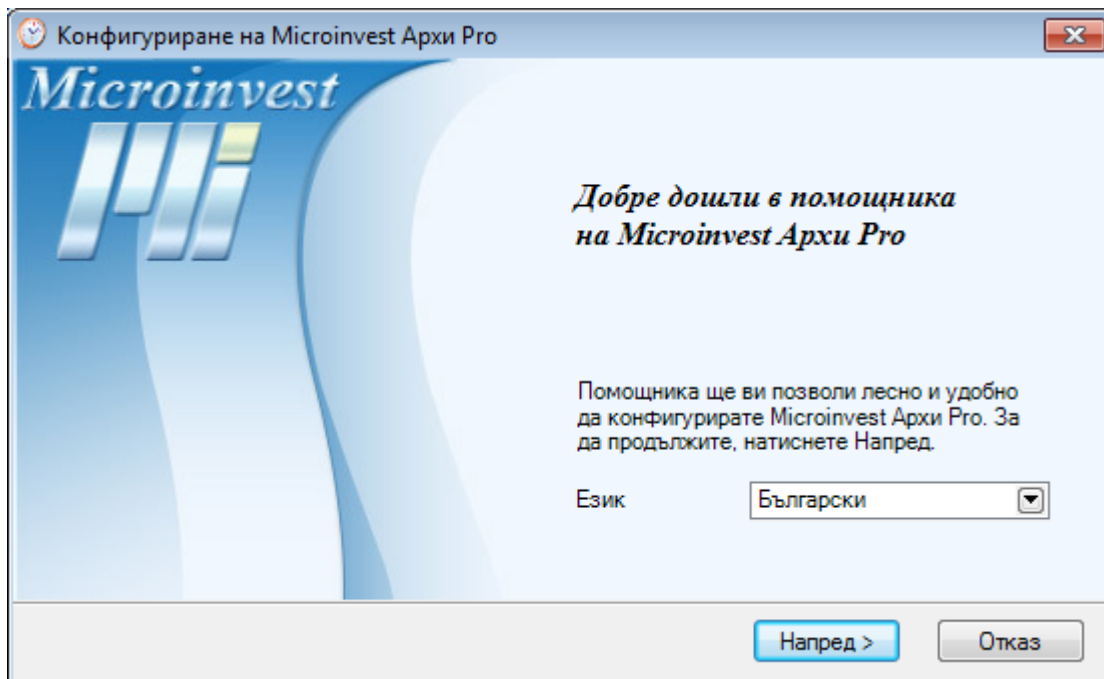 Конфигуриране на Microinvest Архи Pro
Microinvest
Добре дошли в помощника
на Microinvest Архи Pro
Помощника ще ви позволи лесно и удобно
да конфигурирате Microinvest Архи Pro. За
да продължите, натиснете Напред.
Език Български
Напред > Отказ